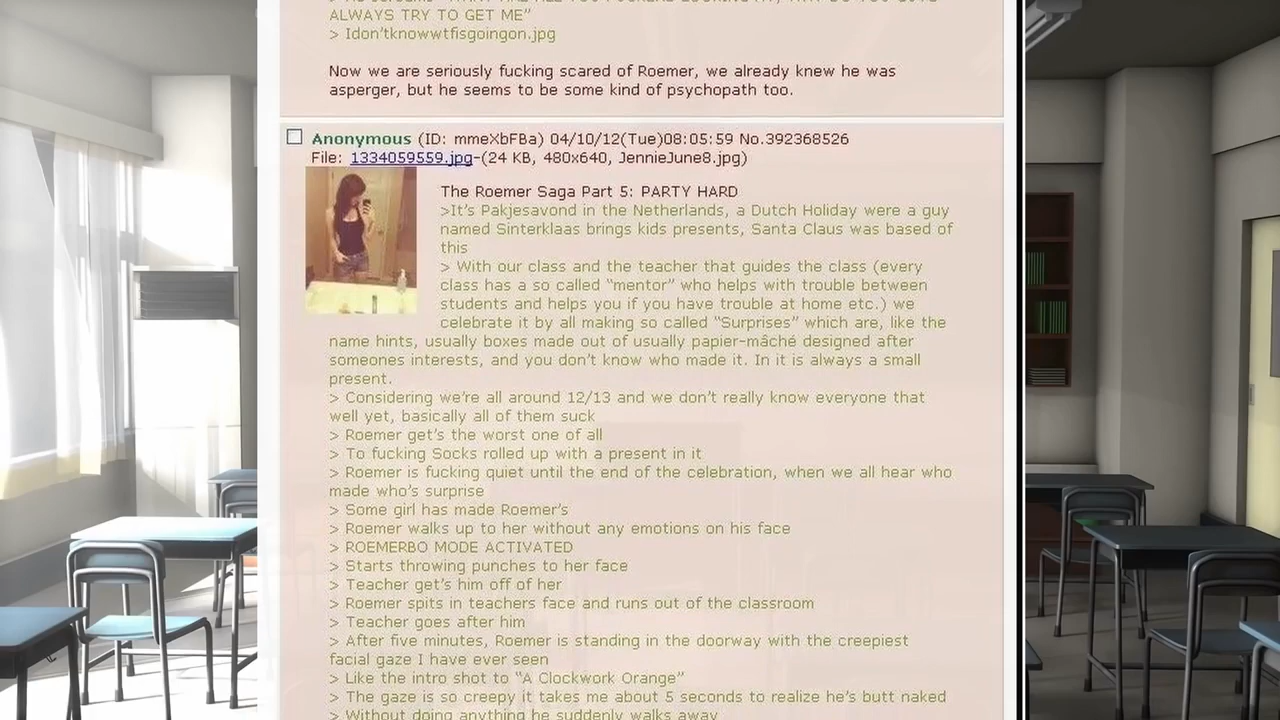 ALWAYS TRY TO GET ME”
> Idon’tknowwtfisgoingon.jpg
Now we are seriously fucking scared of Roemer, we already knew he was
asperger, but he seems to be some kind of psychopath too.
Anonymous (ID: mmeXbFBa) 04/10/12(Tue)08:05:59 No.392368526
File: 1334059559.jpg-(24 KB, 480x640, JennieJune8.jpg)
The Roemer Saga Part 5: PARTY HARD
>It’s Pakjesavond in the Netherlands, a Dutch Holiday were a guy
named Sinterklaas brings kids presents, Santa Claus was based of
this
> With our class and the teacher that guides the class (every
class has a so called “mentor” who helps with trouble between
students and helps you if you have trouble at home etc.) we
celebrate it by all making so called “Surprises” which are, like the
name hints, usually boxes made out of usually papier-mâché designed after
someones interests, and you don’t know who made it. In it is always a small
present.
> Considering we’re all around 12/13 and we don’t really know everyone that
well yet, basically all of them suck
> Roemer get’s the worst one of all
> To fucking Socks rolled up with a present in it
> Roemer is fucking quiet until the end of the celebration, when we all hear who
made who’s surprise
> Some girl has made Roemer’s
> Roemer walks up to her without any emotions on his face
> ROEMERBO MODE ACTIVATED
> Starts throwing punches to her face
> Teacher get’s him off of her
> Roemer spits in teachers face and runs out of the classroom
> Teacher goes after him
> After five minutes, Roemer is standing in the doorway with the creepiest
facial gaze I have ever seen
> Like the intro shot to “A Clockwork Orange”
> The gaze is so creepy it takes me about 5 seconds to realize he’s butt naked
> Without doing anything he suddenly walks away